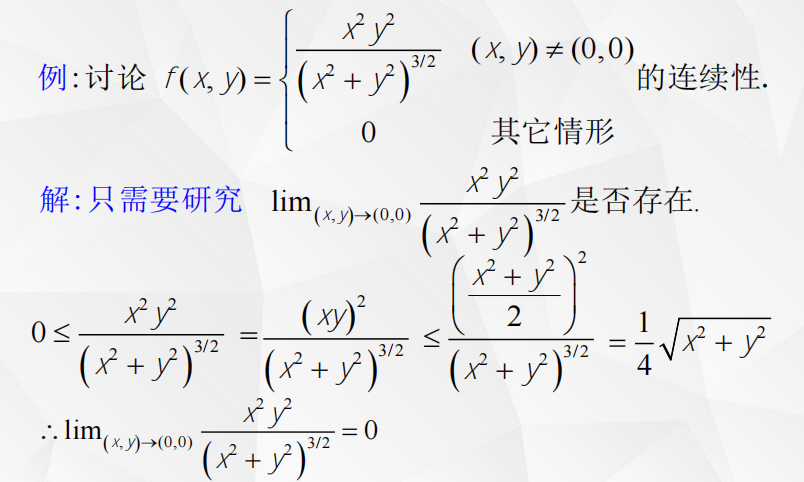 例:讨论 f(x, y) = { x²y² / (x² + y²)^{3/2}   (x, y) ≠ (0,0)
0   其它情形
的连续性.
解:只需要研究 lim_{(x,y)→(0,0)} x²y² / (x² + y²)^{3/2} 是否存在.
0 ≤ x²y² / (x² + y²)^{3/2} = (xy)² / (x² + y²)^{3/2} ≤ ((x² + y²)/2)² / (x² + y²)^{3/2} = 1/4 √(x² + y²)
∴ lim_{(x,y)→(0,0)} x²y² / (x² + y²)^{3/2} = 0